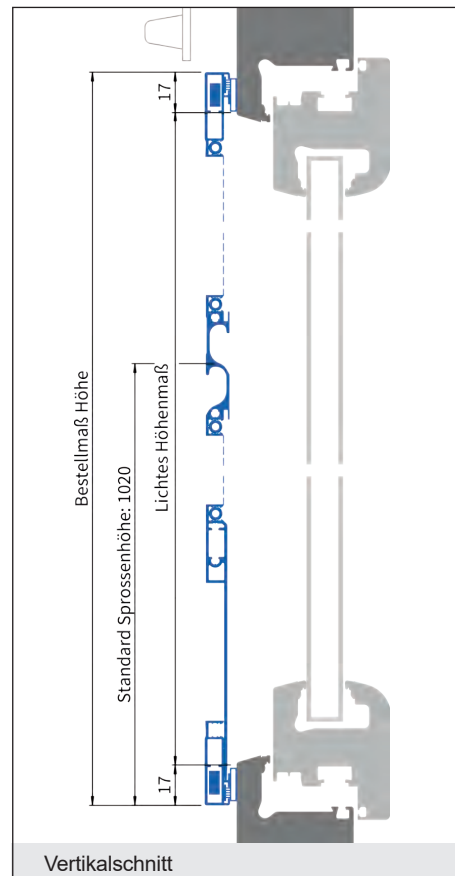 17
Bestellmaß Höhe
Standard Sprossenhöhe: 1020
Lichtes Höhenmaß
17
Vertikalschnitt